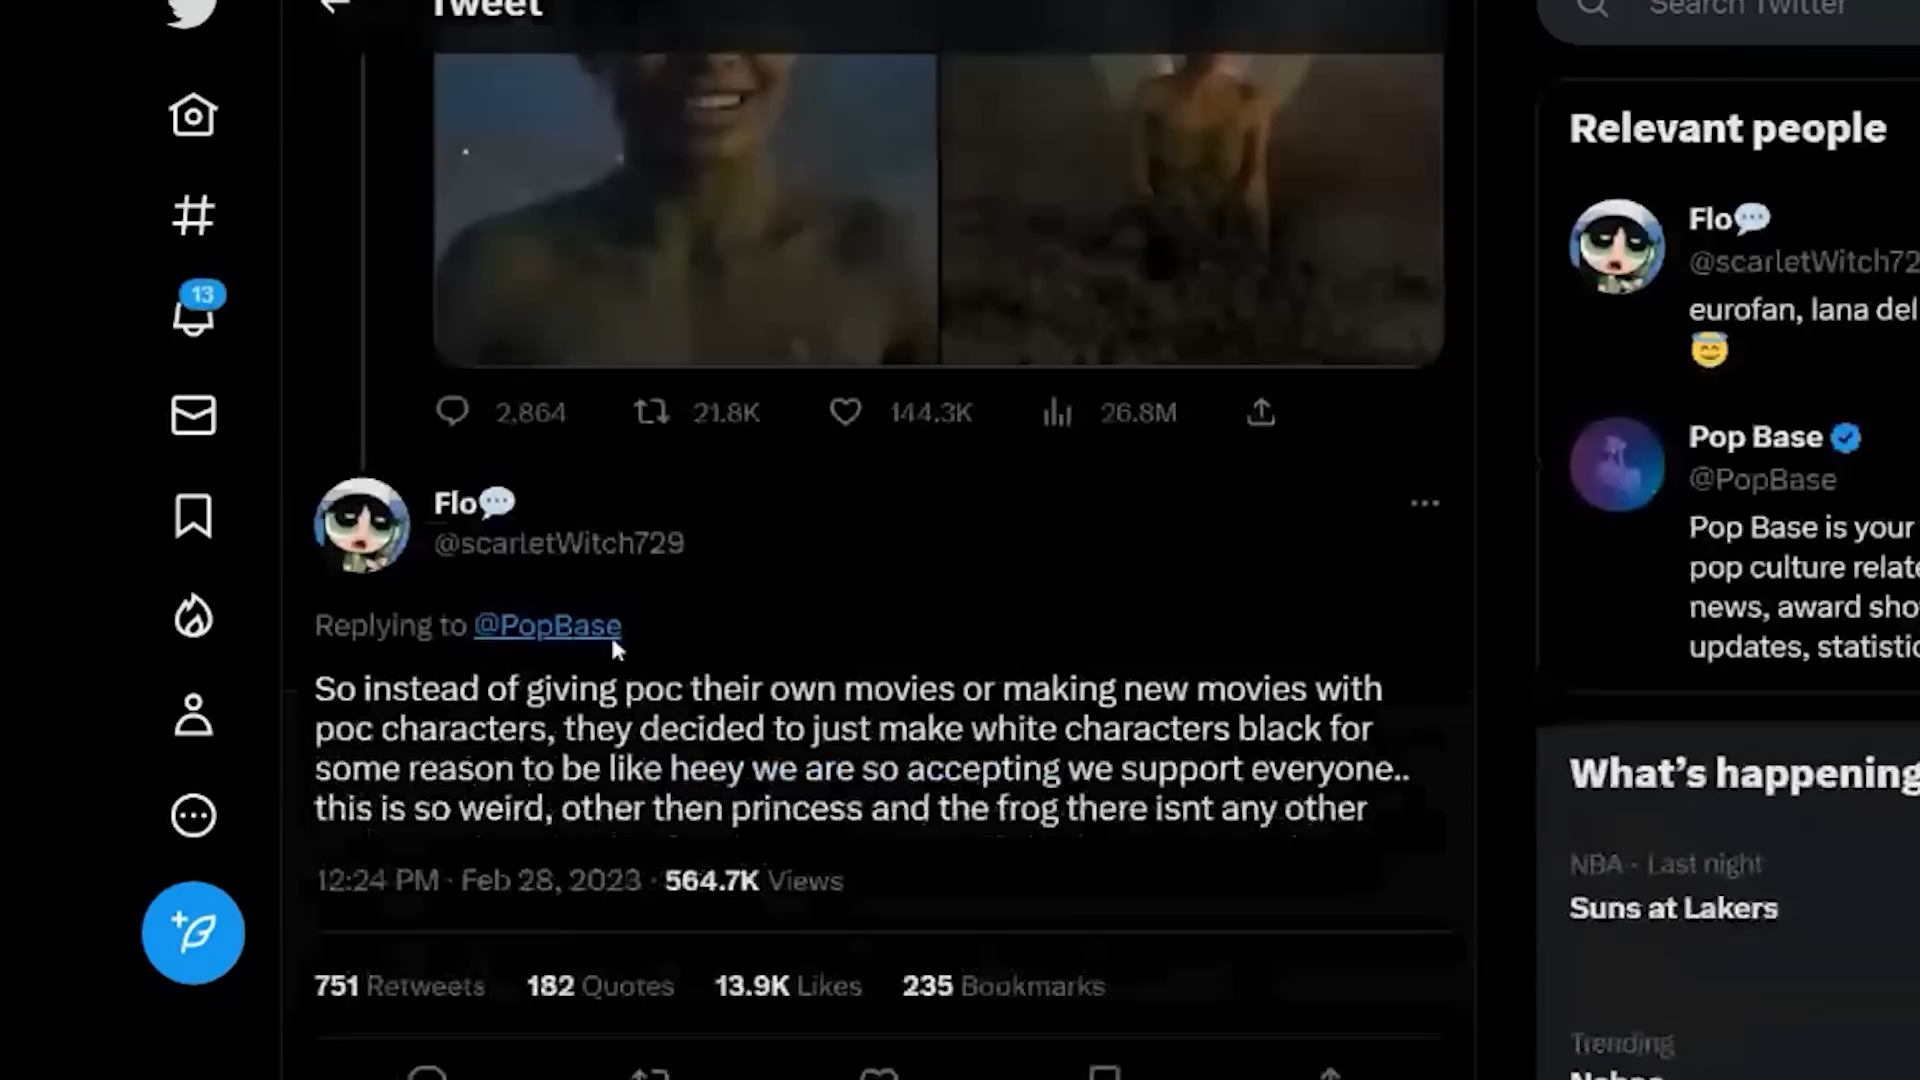 Tweet
Search Twitter
2,864
21.8K
144.3K
26.8M
13
Flo
@scarletWitch729
Replying to @PopBase
So instead of giving poc their own movies or making new movies with
poc characters, they decided to just make white characters black for
some reason to be like heey we are so accepting we support everyone..
this is so weird, other then princess and the frog there isnt any other
12:24 PM · Feb 28, 2023 · 564.7K Views
751 Retweets 182 Quotes 13.9K Likes 235 Bookmarks
Relevant people
Flo
@scarletWitch72
eurofan, lana del
Pop Base
@PopBase
Pop Base is your
pop culture relate
news, award sho
updates, statistic
What's happening
NBA · Last night
Suns at Lakers
Trending